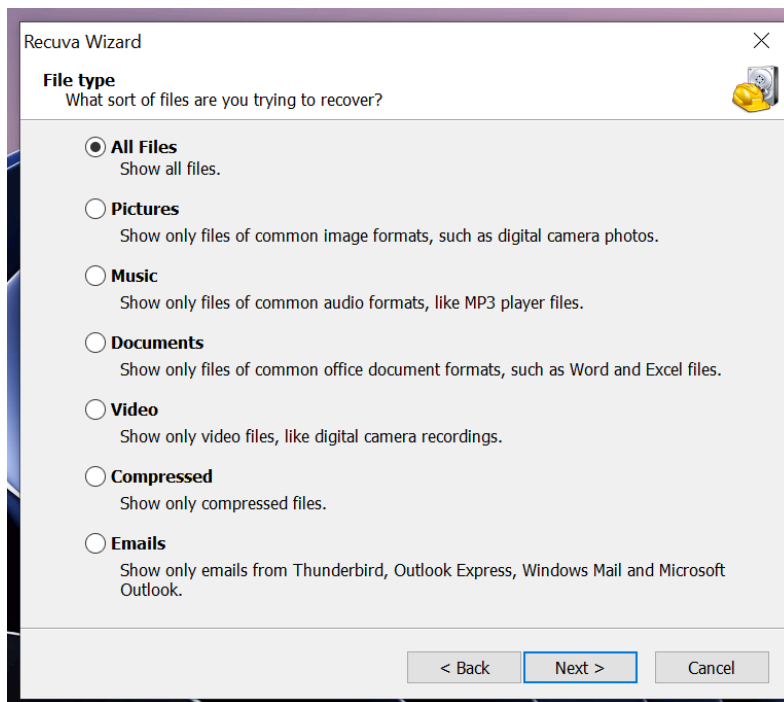 Recuva Wizard
File type
What sort of files are you trying to recover?
All Files
Show all files.
Pictures
Show only files of common image formats, such as digital camera photos.
Music
Show only files of common audio formats, like MP3 player files.
Documents
Show only files of common office document formats, such as Word and Excel files.
Video
Show only video files, like digital camera recordings.
Compressed
Show only compressed files.
Emails
Show only emails from Thunderbird, Outlook Express, Windows Mail and Microsoft
Outlook.
< Back Next > Cancel